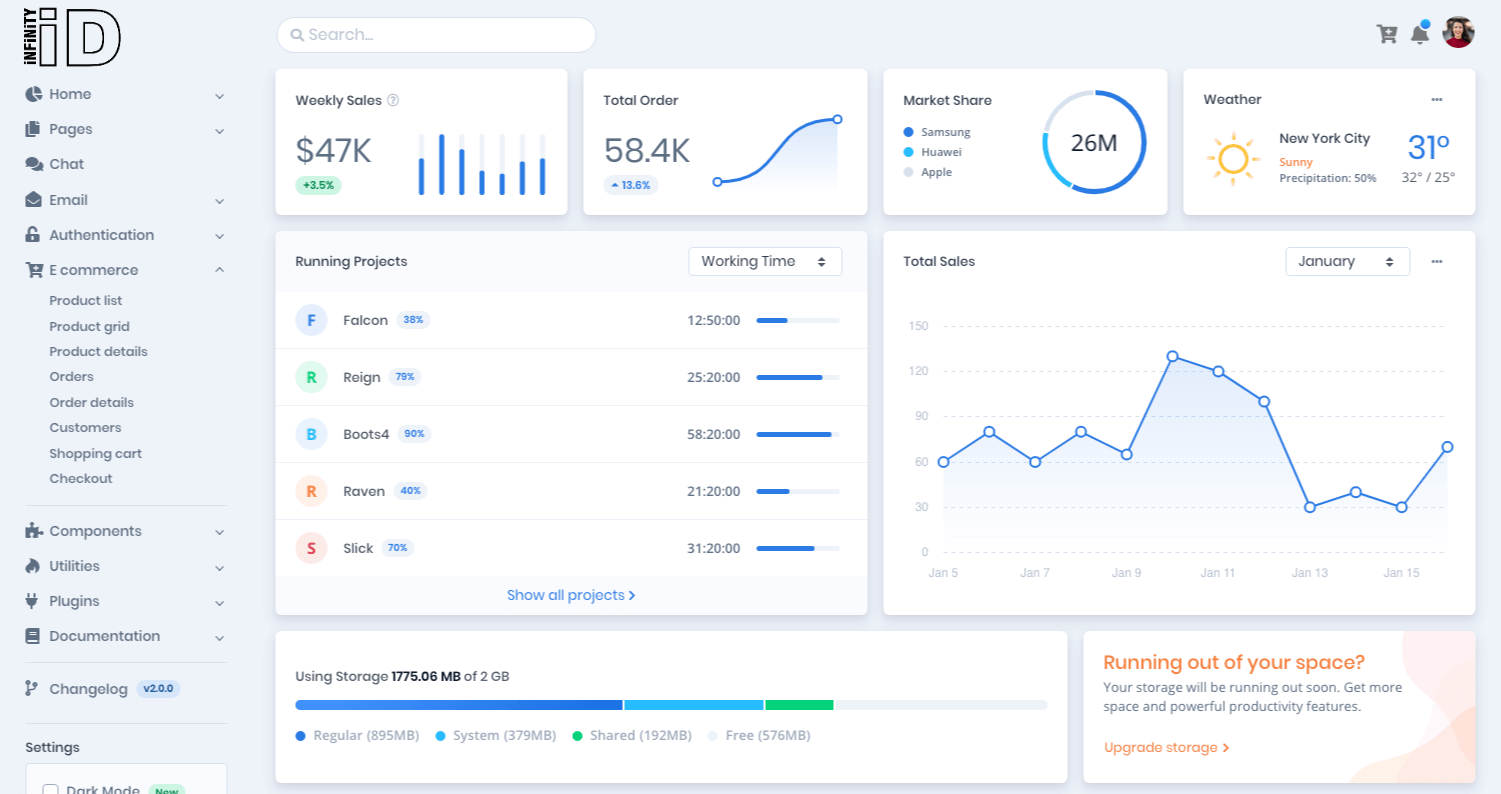 iNFiNiTY
iD
Search...
Home
Pages
Chat
Email
Authentication
E commerce
Product list
Product grid
Product details
Orders
Order details
Customers
Shopping cart
Checkout
Components
Utilities
Plugins
Documentation
Changelog v2.0.0
Settings
Dark Mode New
Weekly Sales ?
$47K
+3.5%
Total Order
58.4K
13.6%
Market Share
Samsung
Huawei
Apple
26M
Weather
New York City
Sunny
Precipitation: 50%
31°
32° / 25°
Running Projects
Working Time
F Falcon 38% 12:50:00
R Reign 79% 25:20:00
B Boots4 90% 58:20:00
R Raven 40% 21:20:00
S Slick 70% 31:20:00
Show all projects
Total Sales
January
150
120
90
60
30
0
Jan 5 Jan 7 Jan 9 Jan 11 Jan 13 Jan 15
Using Storage 1775.06 MB of 2 GB
Regular (895MB) System (379MB) Shared (192MB) Free (576MB)
Running out of your space?
Your storage will be running out soon. Get more
space and powerful productivity features.
Upgrade storage